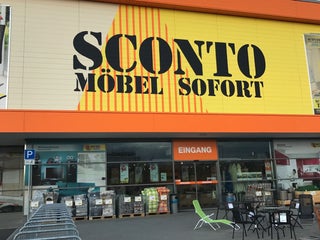 SCONTO
MÖBEL SOFORT
EINGANG
P